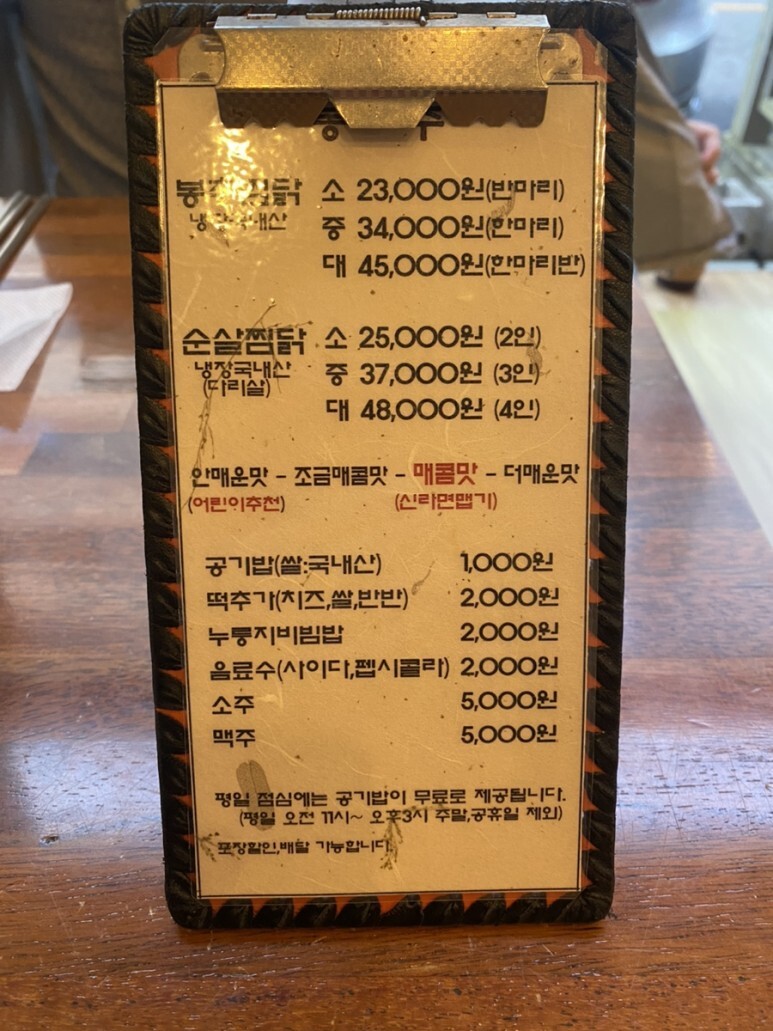 찜닭 소 23,000원(반마리)
냉장국내산 중 34,000원(한마리)
대 45,000원(한마리반)
순살찜닭 소 25,000원 (2인)
냉장국내산 중 37,000원 (3인)
(다리살)
대 48,000원 (4인)
안매운맛 - 조금매콤맛 - 매콤맛 - 더매운맛
(어린이추천) (신라면맵기)
공기밥(쌀:국내산) 1,000원
떡추가(치즈,쌀,반반) 2,000원
누룽지비빔밥 2,000원
음료수(사이다,펩시콜라) 2,000원
소주 5,000원
맥주 5,000원
평일 점심에는 공기밥이 무료로 제공됩니다.
(평일 오전 11시~ 오후3시 주말,공휴일 제외)
포장할인,배달 가능합니다.